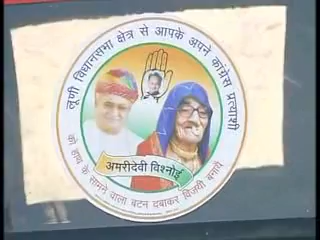 लूणी विधानसभा क्षेत्र से आपके अपने कांग्रेस प्रत्याशी
अमरीदेवी विश्नोई
को हाथ के सामने वाला बटन दबाकर विजयी बनायें